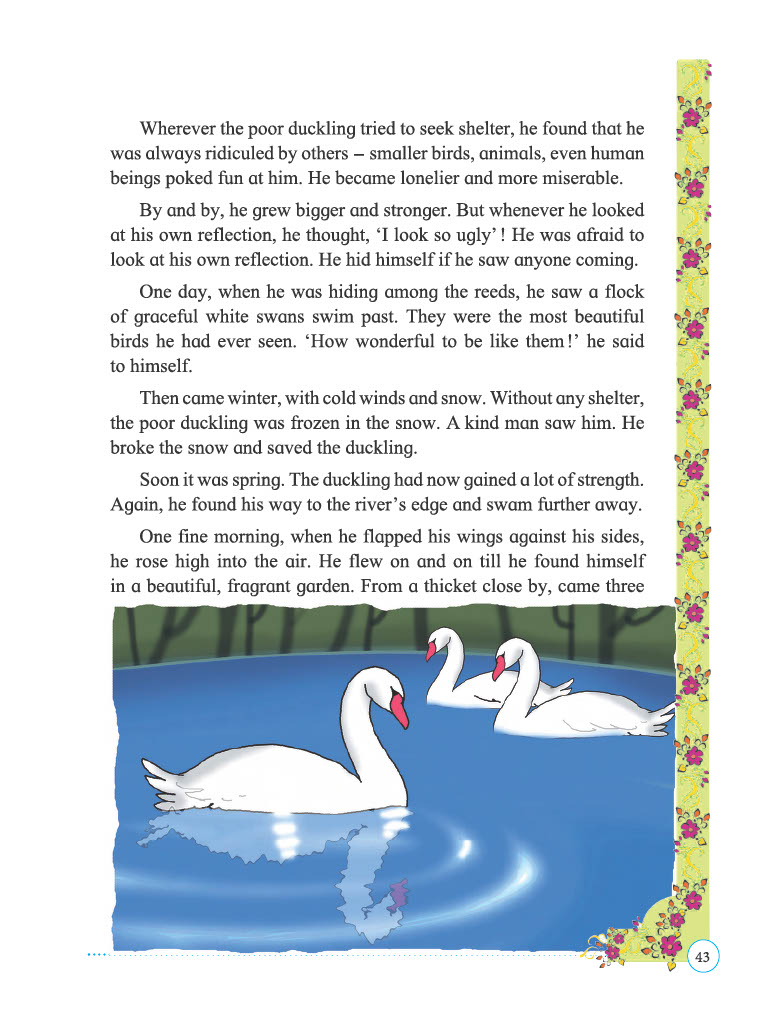 Wherever the poor duckling tried to seek shelter, he found that he
was always ridiculed by others – smaller birds, animals, even human
beings poked fun at him. He became lonelier and more miserable.
By and by, he grew bigger and stronger. But whenever he looked
at his own reflection, he thought, ‘I look so ugly’! He was afraid to
look at his own reflection. He hid himself if he saw anyone coming.
One day, when he was hiding among the reeds, he saw a flock
of graceful white swans swim past. They were the most beautiful
birds he had ever seen. ‘How wonderful to be like them!’ he said
to himself.
Then came winter, with cold winds and snow. Without any shelter,
the poor duckling was frozen in the snow. A kind man saw him. He
broke the snow and saved the duckling.
Soon it was spring. The duckling had now gained a lot of strength.
Again, he found his way to the river’s edge and swam further away.
One fine morning, when he flapped his wings against his sides,
he rose high into the air. He flew on and on till he found himself
in a beautiful, fragrant garden. From a thicket close by, came three
43